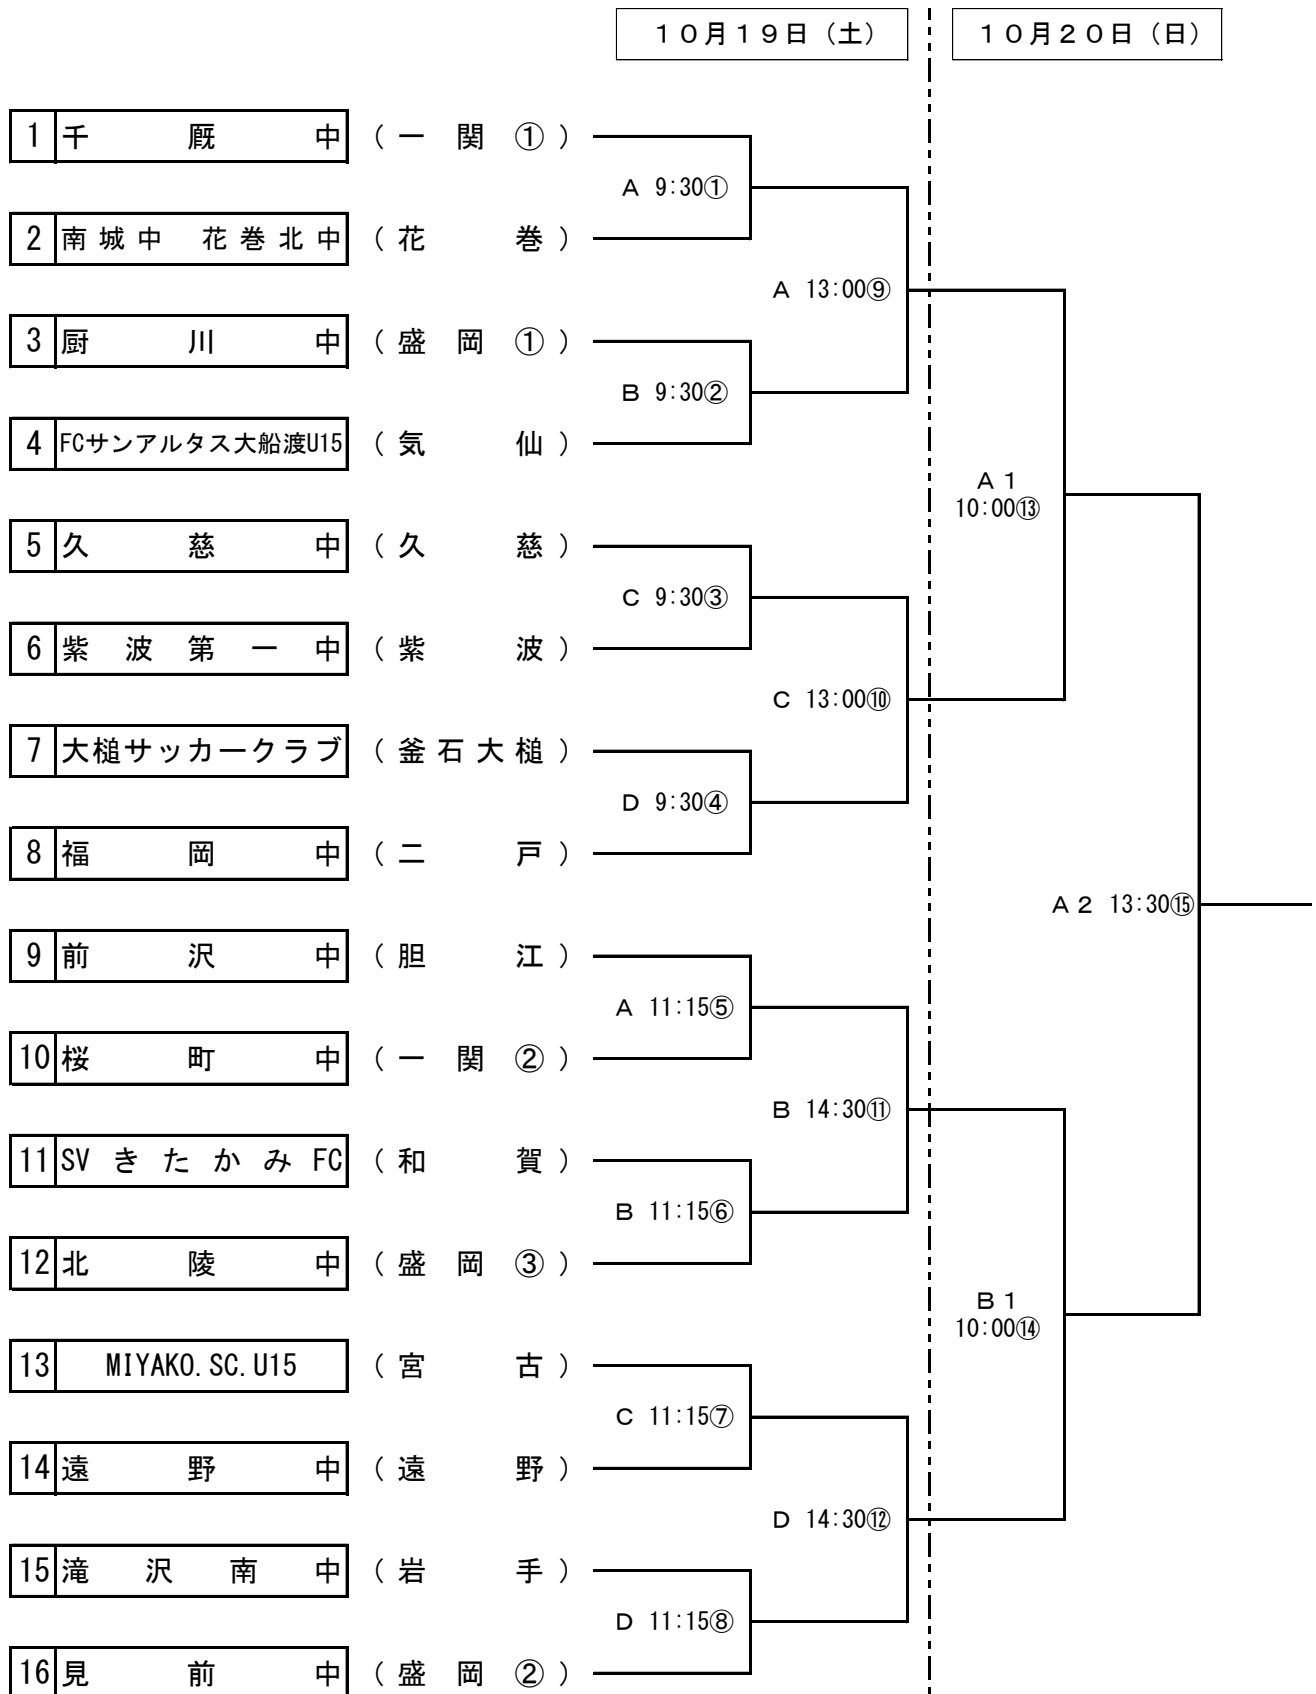 １０月１９日（土）
１０月２０日（日）
1 千厩中 （一関①）
A 9:30①
2 南城中 花巻北中 （花巻）
A 13:00⑨
3 厨川中 （盛岡①）
B 9:30②
4 FCサンアルタス大船渡U15 （気仙）
A１
10:00⑬
5 久慈中 （久慈）
C 9:30③
6 紫波第一中 （紫波）
C 13:00⑩
7 大槌サッカークラブ （釜石大槌）
D 9:30④
8 福岡中 （二戸）
A２ 13:30⑮
9 前沢中 （胆江）
A 11:15⑤
10 桜町中 （一関②）
B 14:30⑪
11 SVきたかみFC （和賀）
B 11:15⑥
12 北陵中 （盛岡③）
B１
10:00⑭
13 MIYAKO.SC.U15 （宮古）
C 11:15⑦
14 遠野中 （遠野）
D 14:30⑫
15 滝沢南中 （岩手）
D 11:15⑧
16 見前中 （盛岡②）